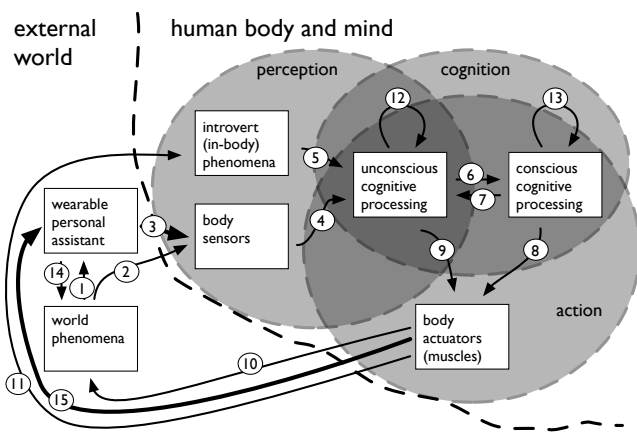 external
world
human body and mind
perception
cognition
12
13
introvert
(in-body)
phenomena
5
unconscious
cognitive
processing
6
7
conscious
cognitive
processing
wearable
personal
assistant
3
body
sensors
4
9
8
14
1
2
world
phenomena
body
actuators
(muscles)
action
10
11
15